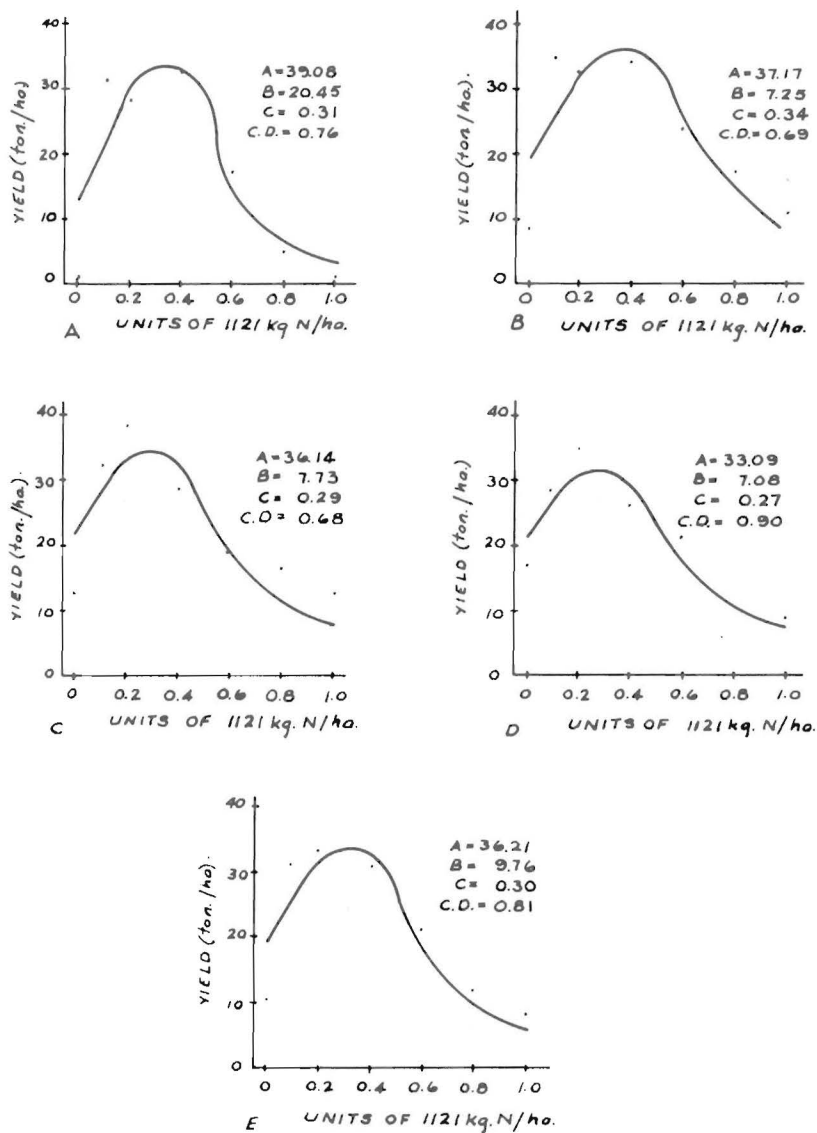 40
30
20
10
0
YIELD (ton./ha).
A=39.08
B=20.45
C= 0.31
C.D.= 0.76
0 0.2 0.4 0.6 0.8 1.0
A UNITS OF 1121 kg N/ha.
40
30
20
10
0
YIELD (ton./ha).
A=37.17
B= 7.25
C= 0.34
C.D.=0.69
0 0.2 0.4 0.6 0.8 1.0
B UNITS OF 1121 kg. N/ha.
40
30
20
10
0
YIELD (ton./ha).
A=36.14
B= 7.73
C= 0.29
C.D= 0.68
0 0.2 0.4 0.6 0.8 1.0
C UNITS OF 1121 kg. N/ha.
40
30
20
10
0
YIELD (ton./ha.)
A=33.09
B= 7.08
C= 0.27
C.D.= 0.90
0 0.2 0.4 0.6 0.8 1.0
D UNITS OF 1121 kg. N/ha.
40
30
20
10
0
YIELD (ton./ha).
A=36.21
B= 9.76
C= 0.30
C.D.= 0.81
0 0.2 0.4 0.6 0.8 1.0
E UNITS OF 1121 kg. N/ha.